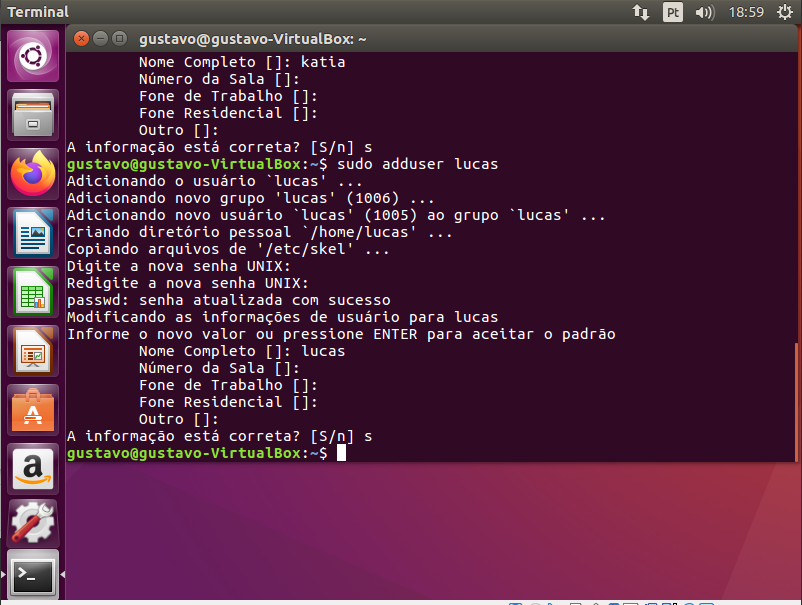 Terminal
Pt
18:59
gustavo@gustavo-VirtualBox: ~
Nome Completo []: katia
Número da Sala []:
Fone de Trabalho []:
Fone Residencial []:
Outro []:
A informação está correta? [S/n] s
gustavo@gustavo-VirtualBox:~$ sudo adduser lucas
Adicionando o usuário `lucas' ...
Adicionando novo grupo 'lucas' (1006) ...
Adicionando novo usuário `lucas' (1005) ao grupo `lucas' ...
Criando diretório pessoal `/home/lucas' ...
Copiando arquivos de '/etc/skel' ...
Digite a nova senha UNIX:
Redigite a nova senha UNIX:
passwd: senha atualizada com sucesso
Modificando as informações de usuário para lucas
Informe o novo valor ou pressione ENTER para aceitar o padrão
Nome Completo []: lucas
Número da Sala []:
Fone de Trabalho []:
Fone Residencial []:
Outro []:
A informação está correta? [S/n] s
gustavo@gustavo-VirtualBox:~$